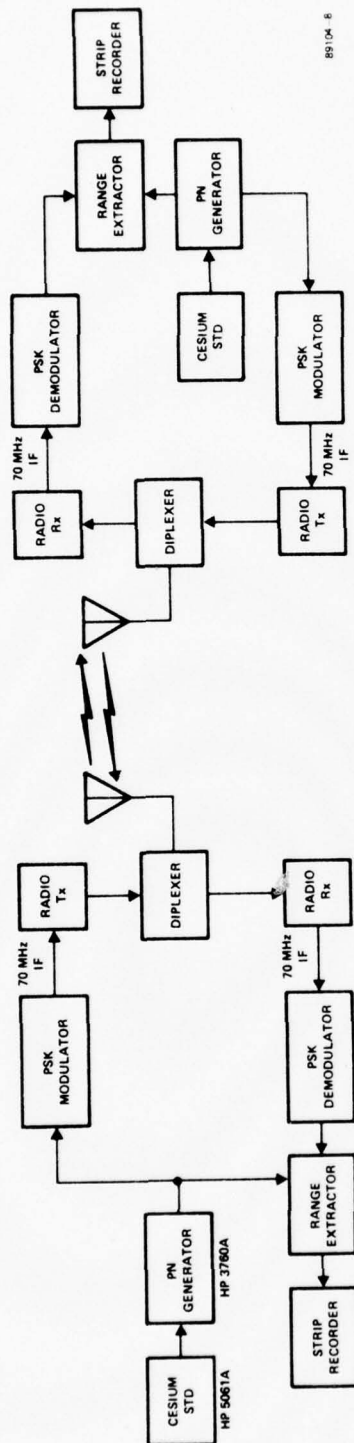 CESIUM
STD
HP 5061A
PN
GENERATOR
HP 3760A
PSK
MODULATOR
70 MHz
IF
RADIO
Tx
DIPLEXER
RADIO
Rx
70 MHz
IF
PSK
DEMODULATOR
RANGE
EXTRACTOR
STRIP
RECORDER
DIPLEXER
RADIO
Rx
70 MHz
IF
PSK
DEMODULATOR
RANGE
EXTRACTOR
STRIP
RECORDER
CESIUM
STD
PN
GENERATOR
PSK
MODULATOR
70 MHz
IF
RADIO
Tx
89104-8